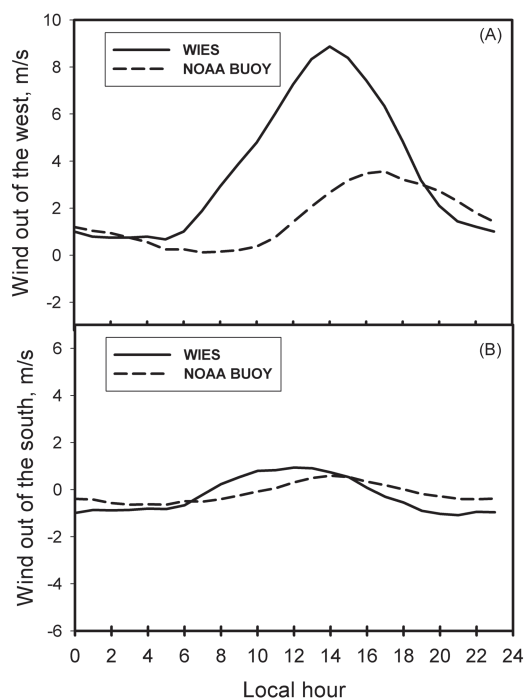 (A)
WIES
NOAA BUOY
Wind out of the west, m/s
10
8
6
4
2
0
-2
(B)
WIES
NOAA BUOY
Wind out of the south, m/s
6
4
2
0
-2
-4
-6
0 2 4 6 8 10 12 14 16 18 20 22 24
Local hour